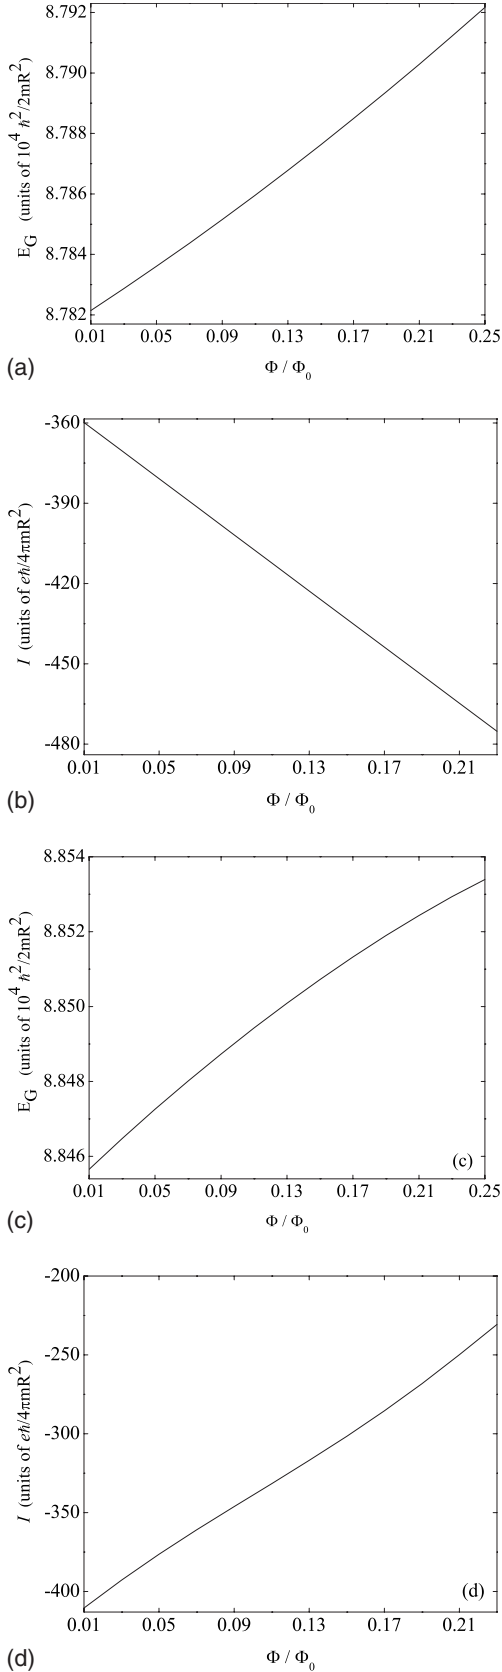 8.792
8.790
8.788
8.786
8.784
8.782
E_G (units of 10^4 ℏ^2/2mR^2)
0.01 0.05 0.09 0.13 0.17 0.21 0.25
Φ / Φ_0
(a)
-360
-390
-420
-450
-480
I (units of eℏ/4πmR^2)
0.01 0.05 0.09 0.13 0.17 0.21
Φ / Φ_0
(b)
8.854
8.852
8.850
8.848
8.846
E_G (units of 10^4 ℏ^2/2mR^2)
(c)
0.01 0.05 0.09 0.13 0.17 0.21 0.25
Φ / Φ_0
(c)
-200
-250
-300
-350
-400
I (units of eℏ/4πmR^2)
(d)
0.01 0.05 0.09 0.13 0.17 0.21
Φ / Φ_0
(d)